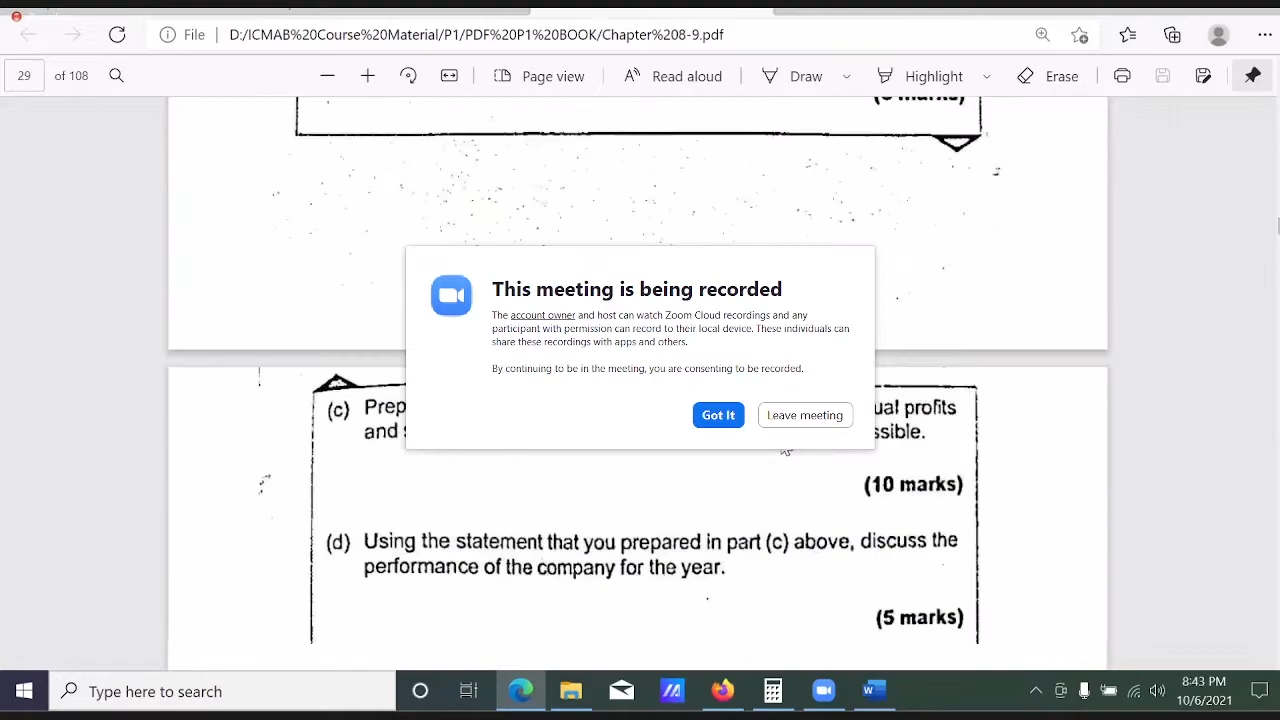 File D:/ICMAB%20Course%20Material/P1/PDF%20P1%20BOOK/Chapter%208-9.pdf
29 of 108 Page view Read aloud Draw Highlight Erase
This meeting is being recorded
The account owner and host can watch Zoom Cloud recordings and any
participant with permission can record to their local device. These individuals can
share these recordings with apps and others.
By continuing to be in the meeting, you are consenting to be recorded.
Got It Leave meeting
(c) Prep ual profits
and ssible.
(10 marks)
(d) Using the statement that you prepared in part (c) above, discuss the
performance of the company for the year.
(5 marks)
Type here to search
8:43 PM
10/6/2021